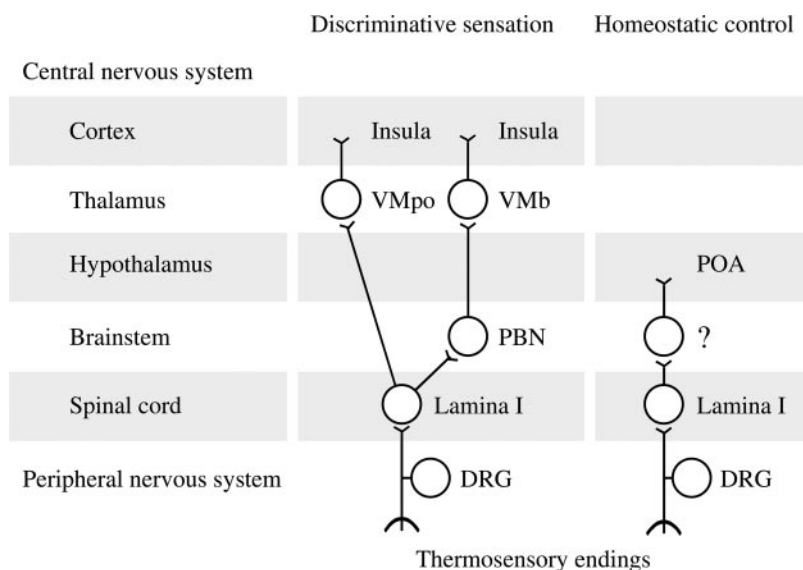 Discriminative sensation Homeostatic control
Central nervous system
Cortex Insula Insula
Thalamus VMpo VMb
Hypothalamus POA
Brainstem PBN ?
Spinal cord Lamina I Lamina I
Peripheral nervous system DRG DRG
Thermosensory endings